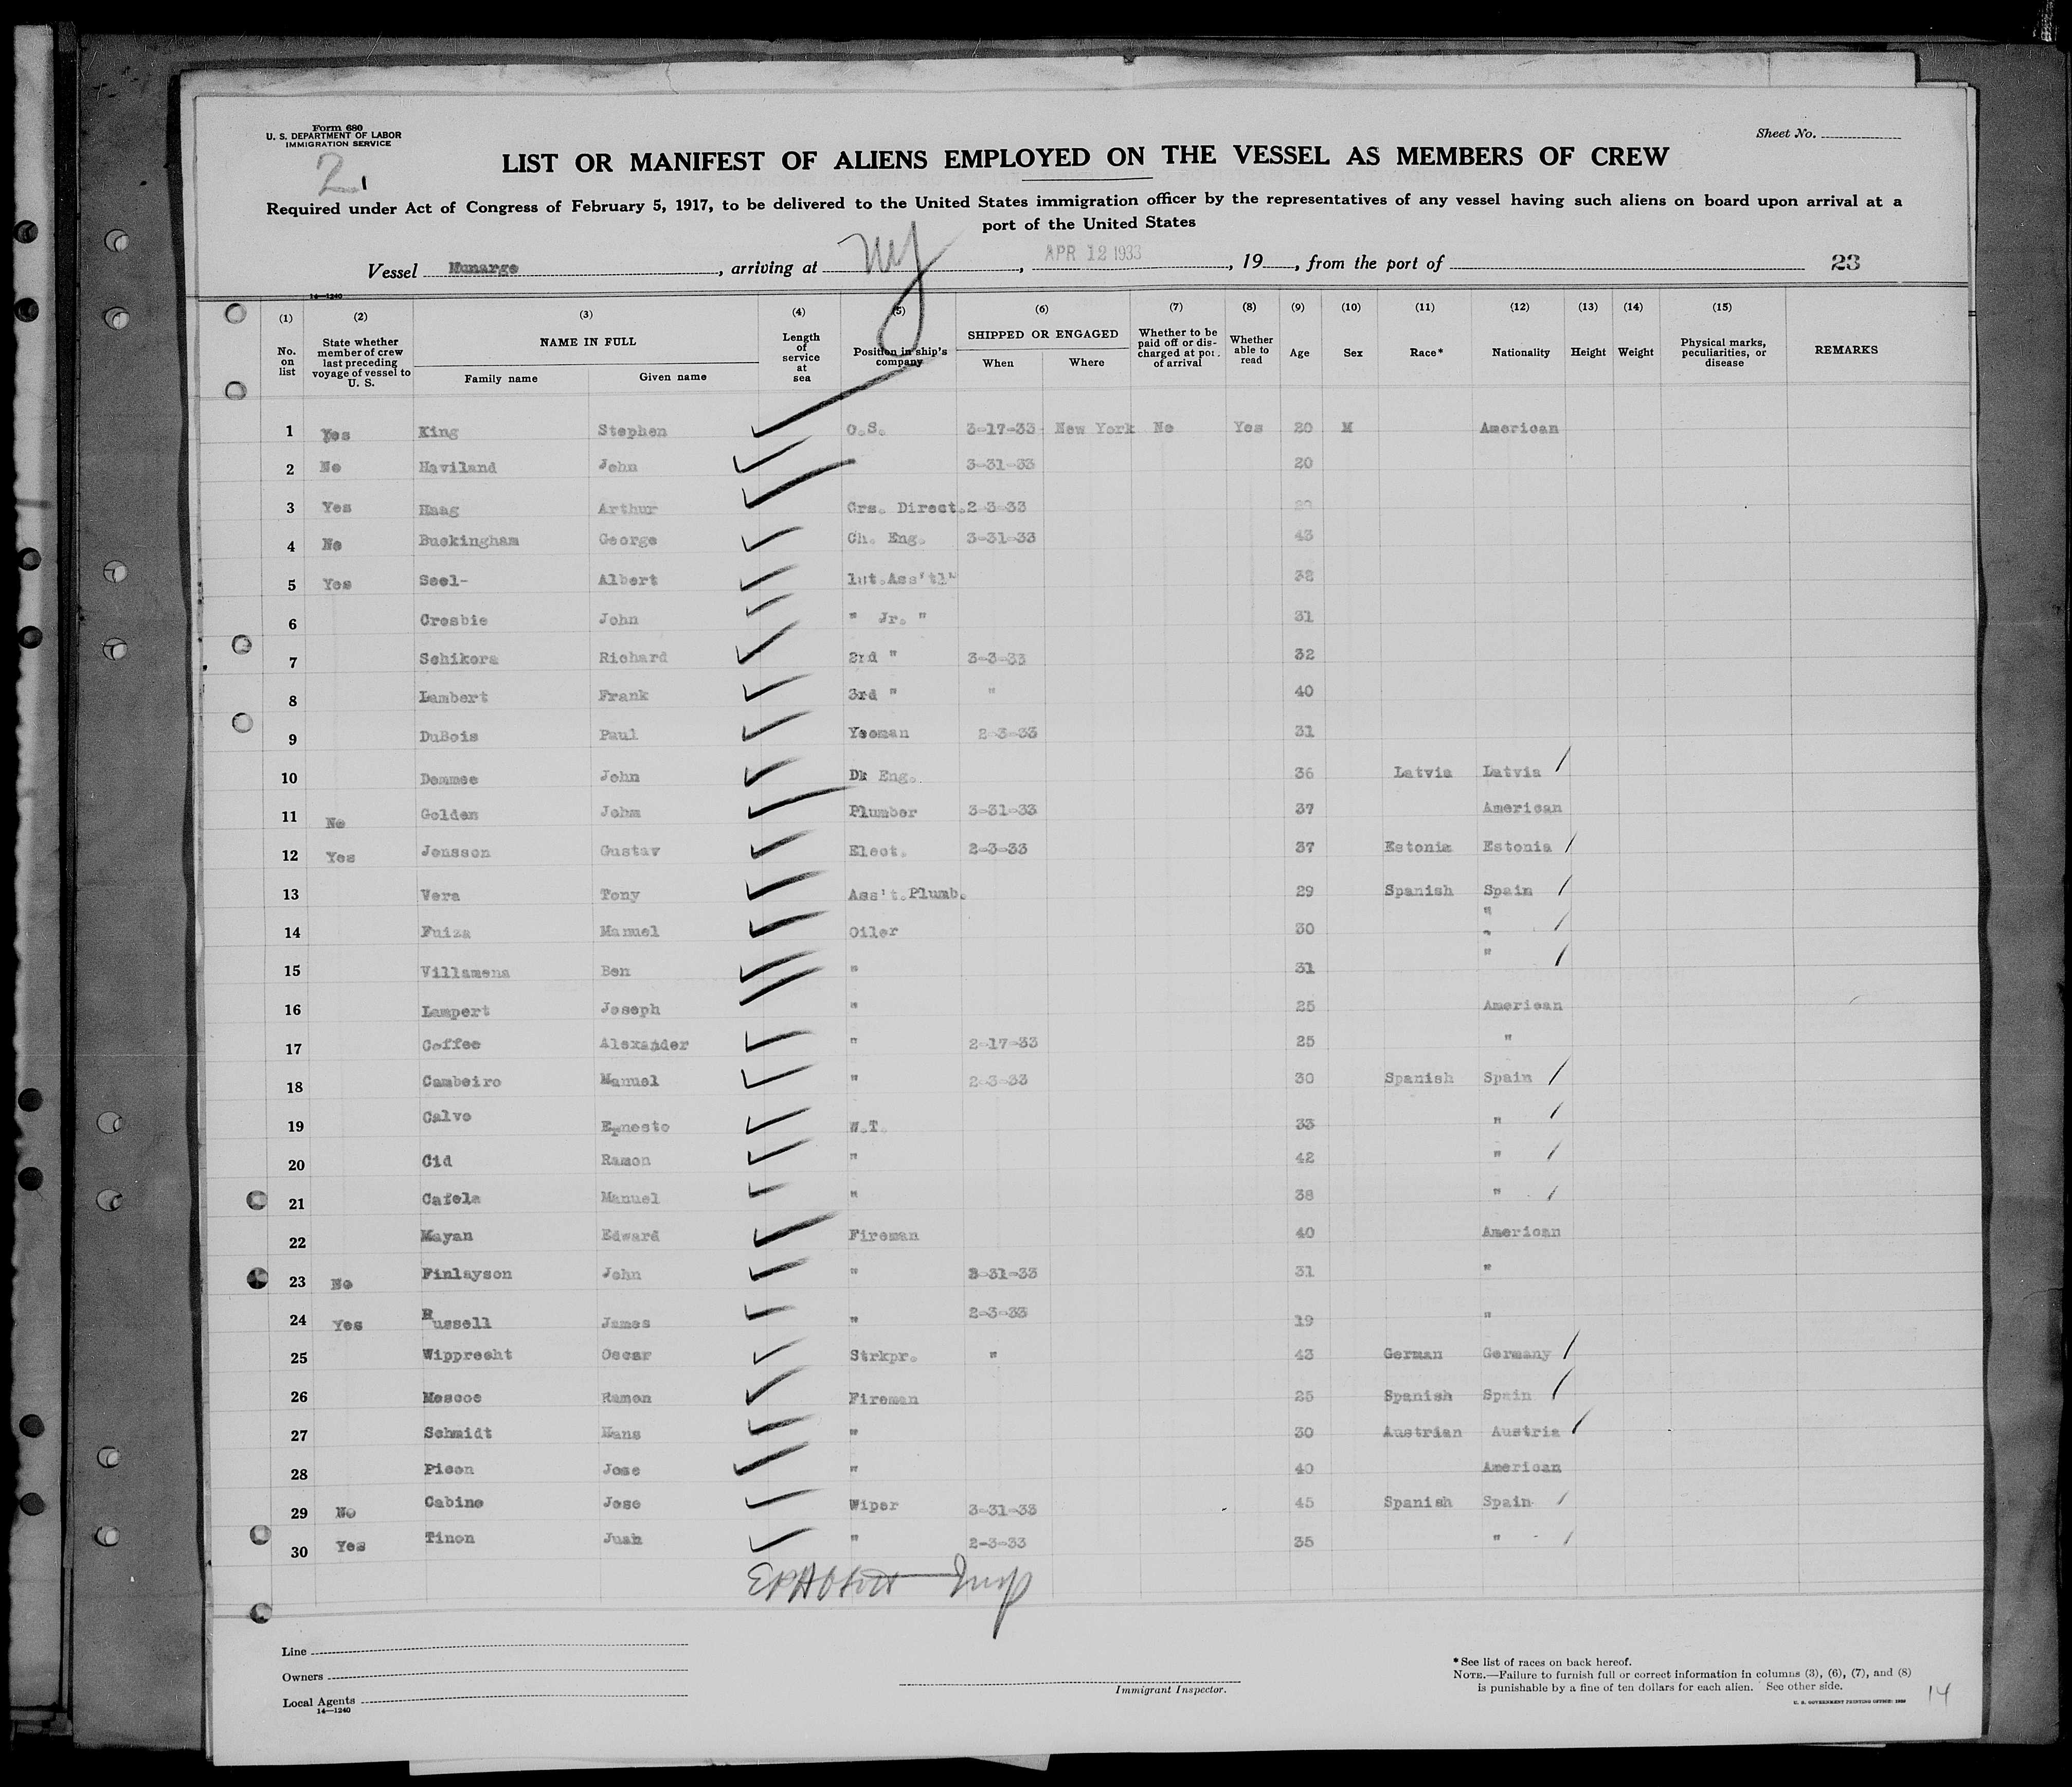 Form 680
U. S. DEPARTMENT OF LABOR
IMMIGRATION SERVICE
Sheet No.
2
LIST OR MANIFEST OF ALIENS EMPLOYED ON THE VESSEL AS MEMBERS OF CREW
Required under Act of Congress of February 5, 1917, to be delivered to the United States immigration officer by the representatives of any vessel having such aliens on board upon arrival at a
port of the United States
Vessel Munargo, arriving at NY, APR 12 1933, 19, from the port of 23
14—1240
(1) (2) (3) (4) (5) (6) (7) (8) (9) (10) (11) (12) (13) (14) (15)
No. on list
State whether member of crew last preceding voyage of vessel to U. S.
NAME IN FULL
Family name Given name
Length of service at sea
Position in ship's company
SHIPPED OR ENGAGED
When Where
Whether to be paid off or discharged at port of arrival
Whether able to read
Age Sex Race* Nationality Height Weight
Physical marks, peculiarities, or disease
REMARKS
1 Yes King Stephen O.S. 3-17-33 New York No Yes 20 M American
2 No Haviland John 3-31-33 20
3 Yes Haag Arthur Crs. Direct. 2-3-33
4 No Buckingham George Ch. Eng. 3-31-33 43
5 Yes Seel- Albert 1st.Ass't1" 32
6 Crosbie John " Jr. " 31
7 Schikora Richard 2rd " 3-3-33 32
8 Lambert Frank 3rd " " 40
9 DuBois Paul Yeoman 2-3-33 31
10 Dommee John Dk Eng. 36 Latvia Latvia
11 No Golden John Plumber 3-31-33 37 American
12 Yes Jonsson Gustav Elect. 2-3-33 37 Estonia Estonia
13 Vera Tony Ass't.Plumb. 29 Spanish Spain
14 Fuiza Manuel Oiler 30 "
15 Villamena Ben " 31 "
16 Lampert Joseph " 25 American
17 Coffee Alexander " 2-17-33 25 "
18 Cambeiro Manuel " 2-3-33 30 Spanish Spain
19 Calvo Ernesto W.T. 33 "
20 Cid Ramon " 42 "
21 Cafela Manuel " 38 "
22 Mayan Edward Fireman 40 American
23 No Finlayson John " 3-31-33 31 "
24 Yes Russell James " 2-3-33 19 "
25 Wipprecht Oscar Strkpr. " 43 German Germany
26 Moscoe Ramon Fireman 25 Spanish Spain
27 Schmidt Hans " 30 Austrian Austria
28 Picon Jose " 40 American
29 No Cabino Jose Wiper 3-31-33 45 Spanish Spain
30 Yes Tinon Juan " 2-3-33 35 "
Insp
Line
Owners
Local Agents
14—1240
Immigrant Inspector.
* See list of races on back hereof.
NOTE.—Failure to furnish full or correct information in columns (3), (6), (7), and (8)
is punishable by a fine of ten dollars for each alien. See other side.
U. S. GOVERNMENT PRINTING OFFICE:
14